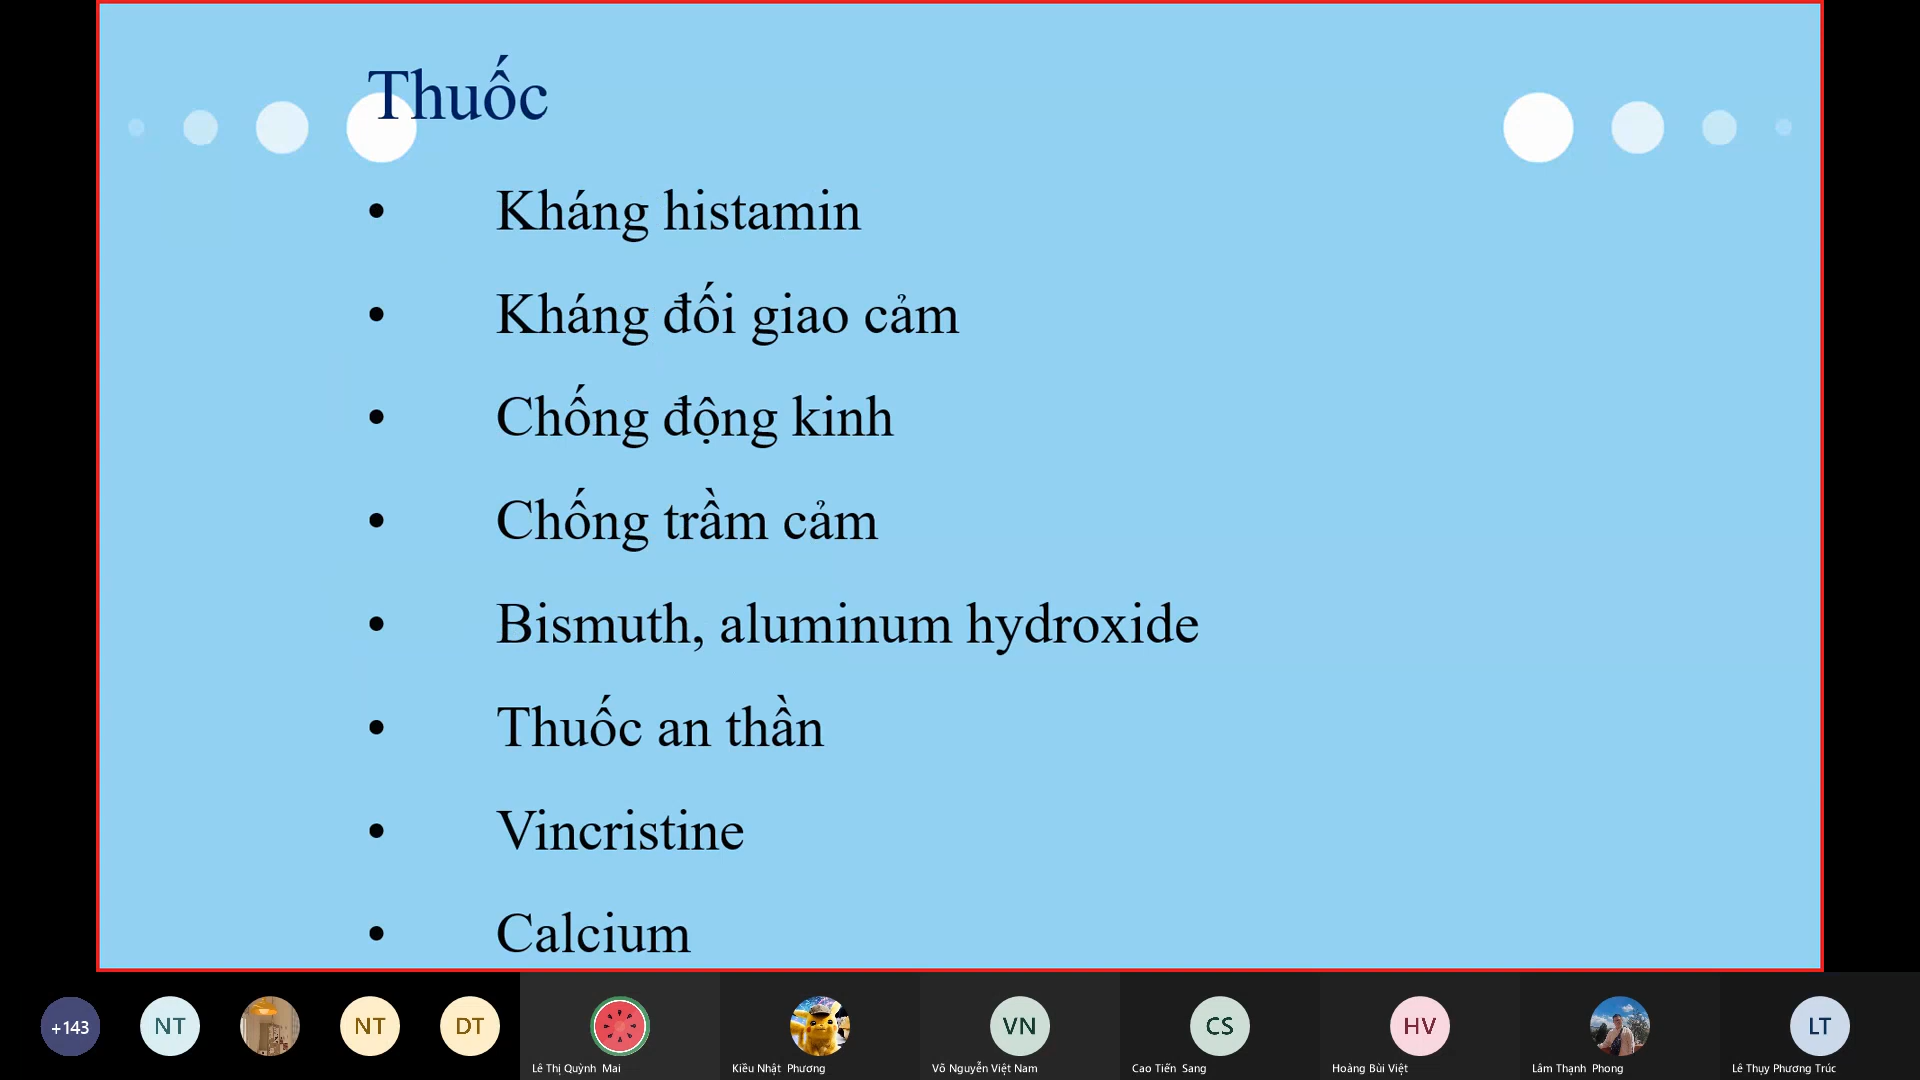 Thuốc
• Kháng histamin
• Kháng đối giao cảm
• Chống động kinh
• Chống trầm cảm
• Bismuth, aluminum hydroxide
• Thuốc an thần
• Vincristine
• Calcium
+143 NT NT DT VN CS HV LT
Lê Thị Quỳnh Mai Kiều Nhật Phương Võ Nguyễn Việt Nam Cao Tiến Sang Hoàng Bùi Việt Lâm Thạnh Phong Lê Thụy Phương Trúc